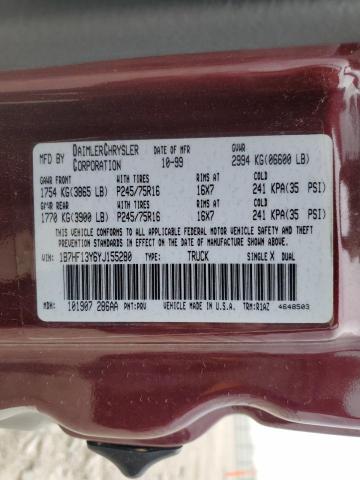 MFD BY DAIMLERCHRYSLER CORPORATION DATE OF MFR 10-99 GVWR 2994 KG(06600 LB)
GAWR FRONT WITH TIRES RIMS AT COLD
1754 KG(3865 LB) P245/75R16 16X7 241 KPA(35 PSI)
GAWR REAR WITH TIRES RIMS AT COLD
1770 KG(3900 LB) P245/75R16 16X7 241 KPA(35 PSI)
THIS VEHICLE CONFORMS TO ALL APPLICABLE FEDERAL MOTOR VEHICLE SAFETY STANDARDS IN EFFECT ON THE DATE OF MANUFACTURE SHOWN ABOVE.
VIN: 1B7HF13Y6YJ155280 TYPE: TRUCK SINGLE X DUAL
MDH: 101907 286AA PNT:PRV VEHICLE MADE IN U.S.A. TRM:R1AZ 4648503